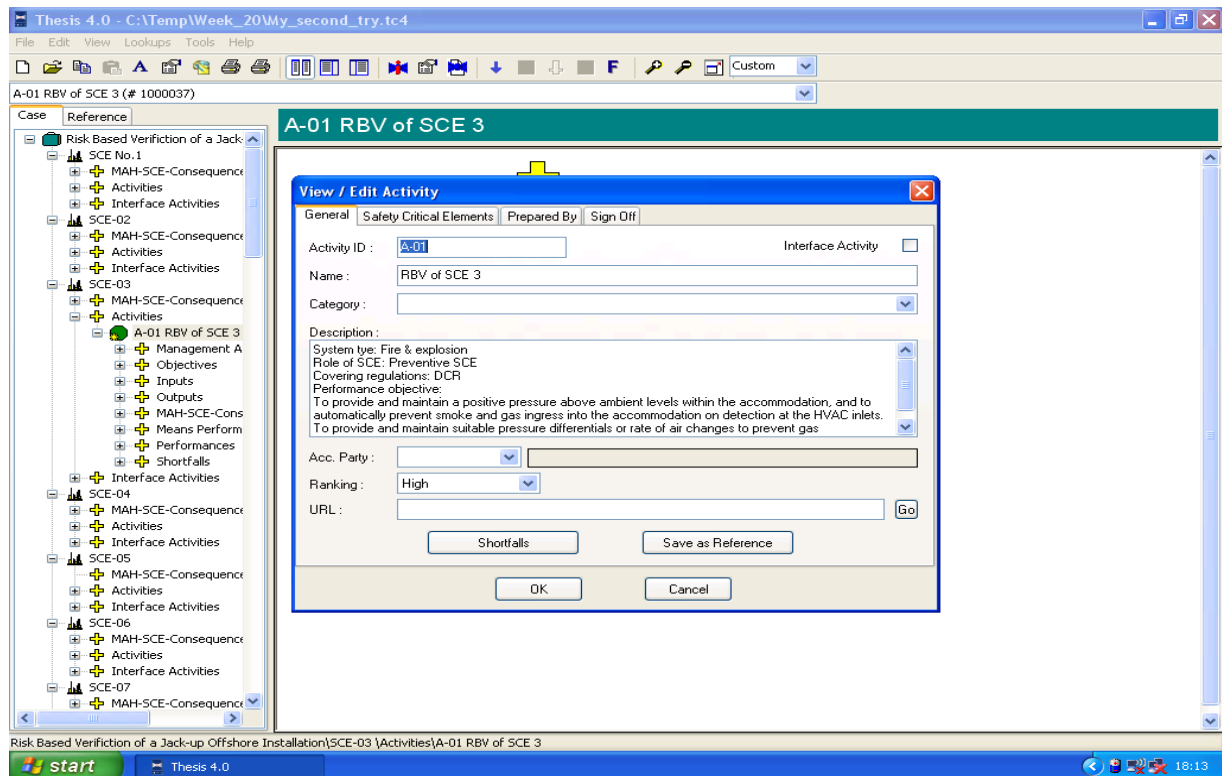 Thesis 4.0 - C:\Temp\Week_20\My_second_try.tc4
File Edit View Lookups Tools Help
A F Custom
A-01 RBV of SCE 3 (# 1000037)
Case Reference
A-01 RBV of SCE 3
Risk Based Verifiction of a Jack-
SCE No.1
MAH-SCE-Consequence
Activities
Interface Activities
SCE-02
MAH-SCE-Consequence
Activities
Interface Activities
SCE-03
MAH-SCE-Consequence
Activities
A-01 RBV of SCE 3
Management A
Objectives
Inputs
Outputs
MAH-SCE-Cons
Means Perform
Performances
Shortfalls
Interface Activities
SCE-04
MAH-SCE-Consequence
Activities
Interface Activities
SCE-05
MAH-SCE-Consequence
Activities
Interface Activities
SCE-06
MAH-SCE-Consequence
Activities
Interface Activities
SCE-07
MAH-SCE-Consequence
View / Edit Activity
General Safety Critical Elements Prepared By Sign Off
Activity ID : A-01 Interface Activity
Name : RBV of SCE 3
Category :
Description :
System tye: Fire & explosion
Role of SCE: Preventive SCE
Covering regulations: DCR
Performance objective:
To provide and maintain a positive pressure above ambient levels within the accommodation, and to
automatically prevent smoke and gas ingress into the accommodation on detection at the HVAC inlets.
To provide and maintain suitable pressure differentials or rate of air changes to prevent gas
Acc. Party :
Ranking : High
URL : Go
Shortfalls Save as Reference
OK Cancel
Risk Based Verifiction of a Jack-up Offshore Installation\SCE-03 \Activities\A-01 RBV of SCE 3
start Thesis 4.0 18:13